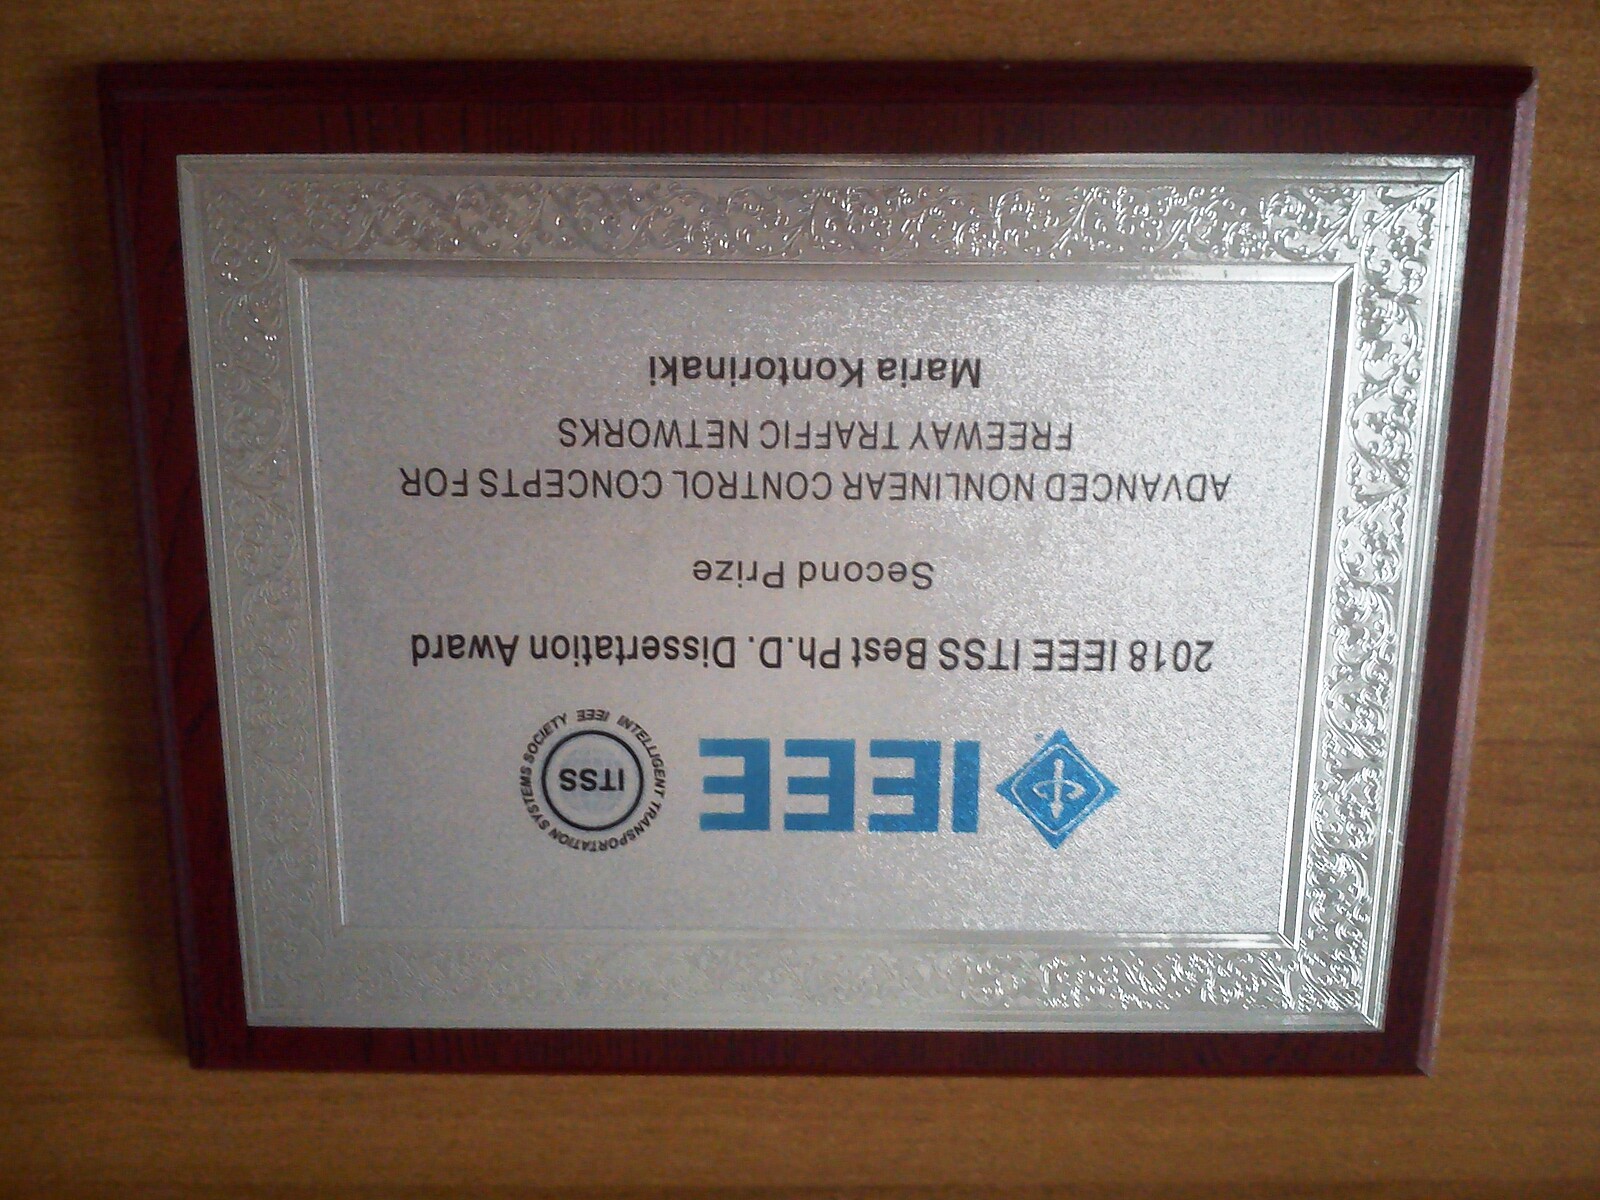 IEEE
IEEE INTELLIGENT TRANSPORTATION SYSTEMS SOCIETY
ITSS
2018 IEEE ITSS Best Ph.D. Dissertation Award
Second Prize
ADVANCED NONLINEAR CONTROL CONCEPTS FOR
FREEWAY TRAFFIC NETWORKS
Maria Kontorinaki